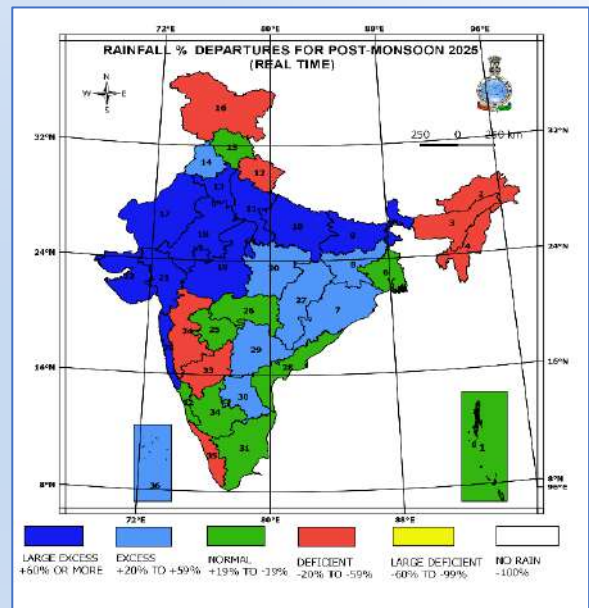 RAINFALL % DEPARTURES FOR POST-MONSOON 2025
(REAL TIME)
72°E
80°E
96°E
N
W E
S
32°N
32°N
250 0 250 km
16
15
14
12
13
11
17
10
9
2
3
4
24°N
24°N
18
19
20
8
6
21
22
7
27
26
25
24
29
28
16°N
16°N
33
30
34
31
35
36
1
8°N
8°N
96°E
72°E
80°E
88°E
LARGE EXCESS
+60% OR MORE
EXCESS
+20% TO +59%
NORMAL
+19% TO -19%
DEFICIENT
-20% TO -59%
LARGE DEFICIENT
-60% TO -99%
NO RAIN
-100%